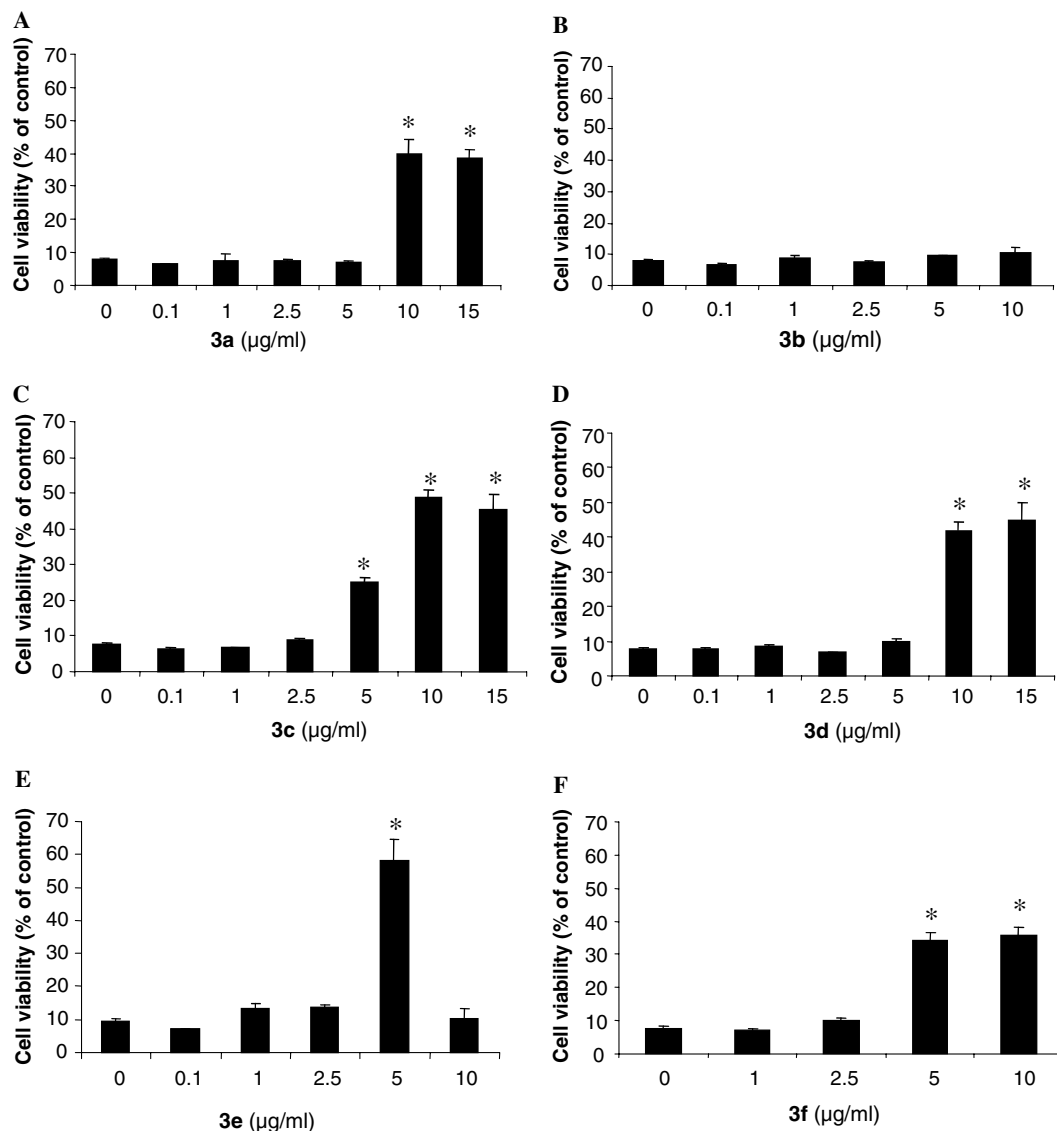 A
Cell viability (% of control)
70
60
50
40
30
20
10
0
* *
0 0.1 1 2.5 5 10 15
3a (µg/ml)
B
Cell viability (% of control)
70
60
50
40
30
20
10
0
0 0.1 1 2.5 5 10
3b (µg/ml)
C
Cell viability (% of control)
70
60
50
40
30
20
10
0
* * *
0 0.1 1 2.5 5 10 15
3c (µg/ml)
D
Cell viability (% of control)
70
60
50
40
30
20
10
0
* *
0 0.1 1 2.5 5 10 15
3d (µg/ml)
E
Cell viability (% of control)
70
60
50
40
30
20
10
0
*
0 0.1 1 2.5 5 10
3e (µg/ml)
F
Cell viability (% of control)
70
60
50
40
30
20
10
0
* *
0 1 2.5 5 10
3f (µg/ml)